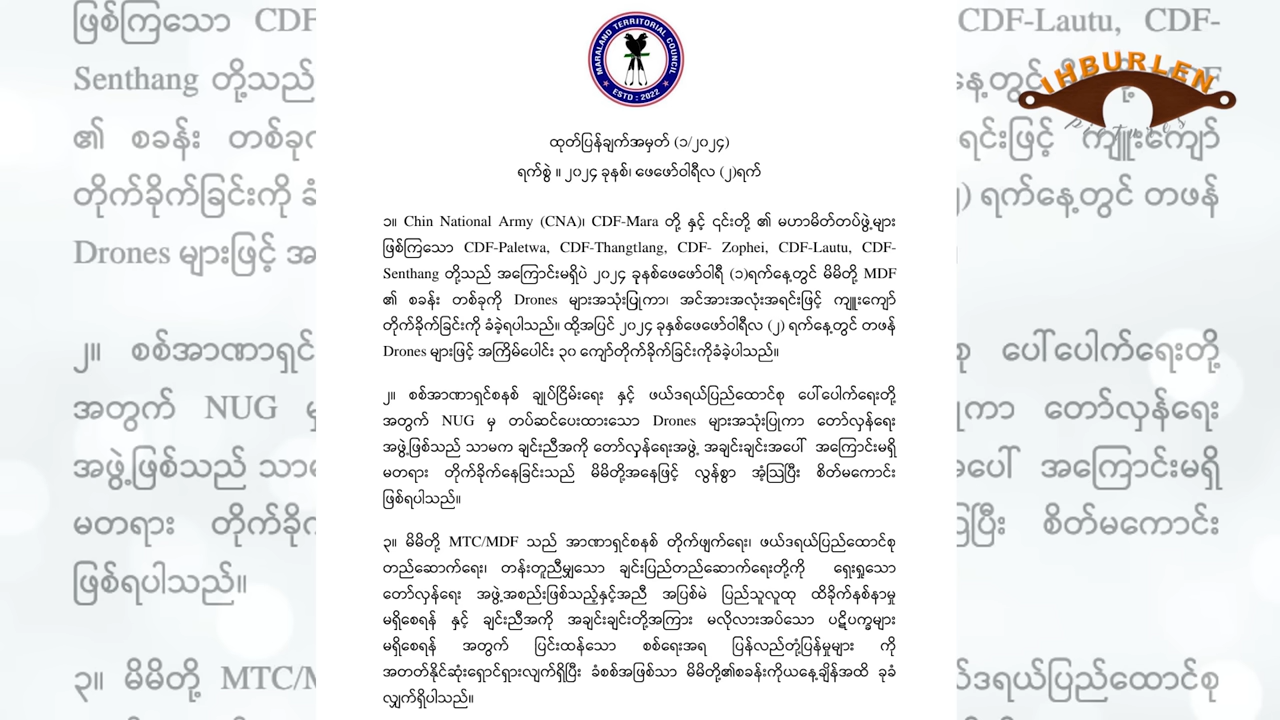 MARALAND TERRITORIAL COUNCIL
ESTD : 2022
IHBURLEN
pictures
ထုတ်ပြန်ချက်အမှတ် (၁/၂၀၂၄)
ရက်စွဲ ။ ၂၀၂၄ ခုနစ်၊ ဖေဖော်ဝါရီလ (၂)ရက်
၁။ Chin National Army (CNA)၊ CDF-Mara တို့ နှင့် ၎င်းတို့ ၏ မဟာမိတ်တပ်ဖွဲ့များ
ဖြစ်ကြသော CDF-Paletwa, CDF-Thangtlang, CDF- Zophei, CDF-Lautu, CDF-
Senthang တို့သည် အကြောင်းမရှိပဲ ၂၀၂၄ ခုနစ်ဖေဖော်ဝါရီ (၁)ရက်နေ့တွင် မိမိတို့ MDF
၏ စခန်း တစ်ခုကို Drones များအသုံးပြုကာ၊ အင်အားအလုံးအရင်းဖြင့် ကျူးကျော်
တိုက်ခိုက်ခြင်းကို ခံခဲ့ရပါသည်။ ထို့အပြင် ၂၀၂၄ ခုနှစ်ဖေဖော်ဝါရီလ (၂) ရက်နေ့တွင် တဖန်
Drones များဖြင့် အကြိမ်ပေါင်း ၃၀ ကျော်တိုက်ခိုက်ခြင်းကိုခံခဲ့ပါသည်။
၂။ စစ်အာဏာရှင်စနစ် ချုပ်ငြိမ်းရေး နှင့် ဖယ်ဒရယ်ပြည်ထောင်စု ပေါ်ပေါက်ရေးတို့
အတွက် NUG မှ တပ်ဆင်ပေးထားသော Drones များအသုံးပြုကာ တော်လှန်ရေး
အဖွဲ့ဖြစ်သည် သာမက ချင်းညီအကို တော်လှန်ရေးအဖွဲ့ အချင်းချင်းအပေါ် အကြောင်းမရှိ
မတရား တိုက်ခိုက်နေခြင်းသည် မိမိတို့အနေဖြင့် လွန်စွာ အံ့သြပြီး စိတ်မကောင်း
ဖြစ်ရပါသည်။
၃။ မိမိတို့ MTC/MDF သည် အာဏာရှင်စနစ် တိုက်ဖျက်ရေး၊ ဖယ်ဒရယ်ပြည်ထောင်စု
တည်ဆောက်ရေး၊ တန်းတူညီမျှသော ချင်းပြည်တည်ဆောက်ရေးတို့ကို ရှေးရှုသော
တော်လှန်ရေး အဖွဲ့အစည်းဖြစ်သည့်နှင့်အညီ အပြစ်မဲ ပြည်သူလူထု ထိခိုက်နစ်နာမှု
မရှိစေရန် နှင့် ချင်းညီအကို အချင်းချင်းတို့အကြား မလိုလားအပ်သော ပဋိပက္ခများ
မရှိစေရန် အတွက် ပြင်းထန်သော စစ်ရေးအရ ပြန်လည်တုံ့ပြန်မှုများ ကို
အတတ်နိုင်ဆုံးရှောင်ရှားလျက်ရှိပြီး ခံစစ်အဖြစ်သာ မိမိတို့၏စခန်းကိုယနေ့ချိန်အထိ ခုခံ
လျှက်ရှိပါသည်။